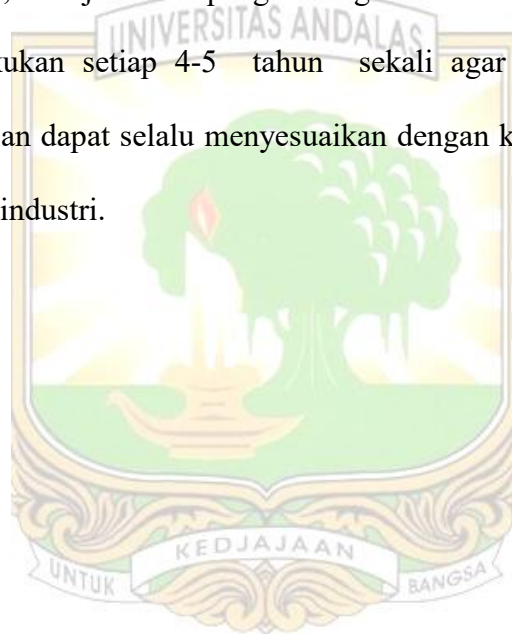 UNIVERSITAS ANDALAS
ukan setiap 4-5 tahun sekali agar
an dapat selalu menyesuaikan dengan k
industri.
KEDJAJAAN
UNTUK BANGSA